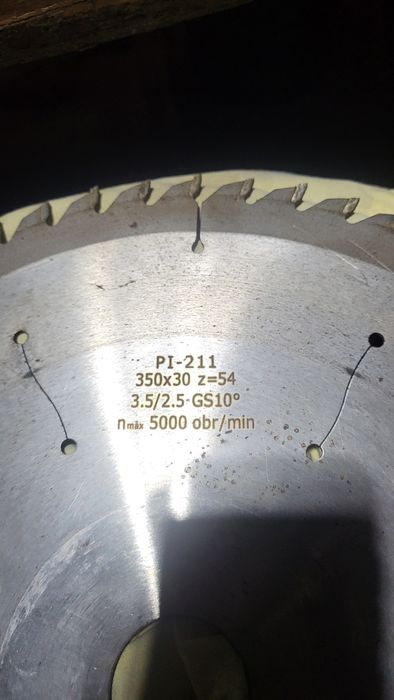 PI-211
350x30 z=54
3.5/2.5 GS10°
nmax 5000 obr/min